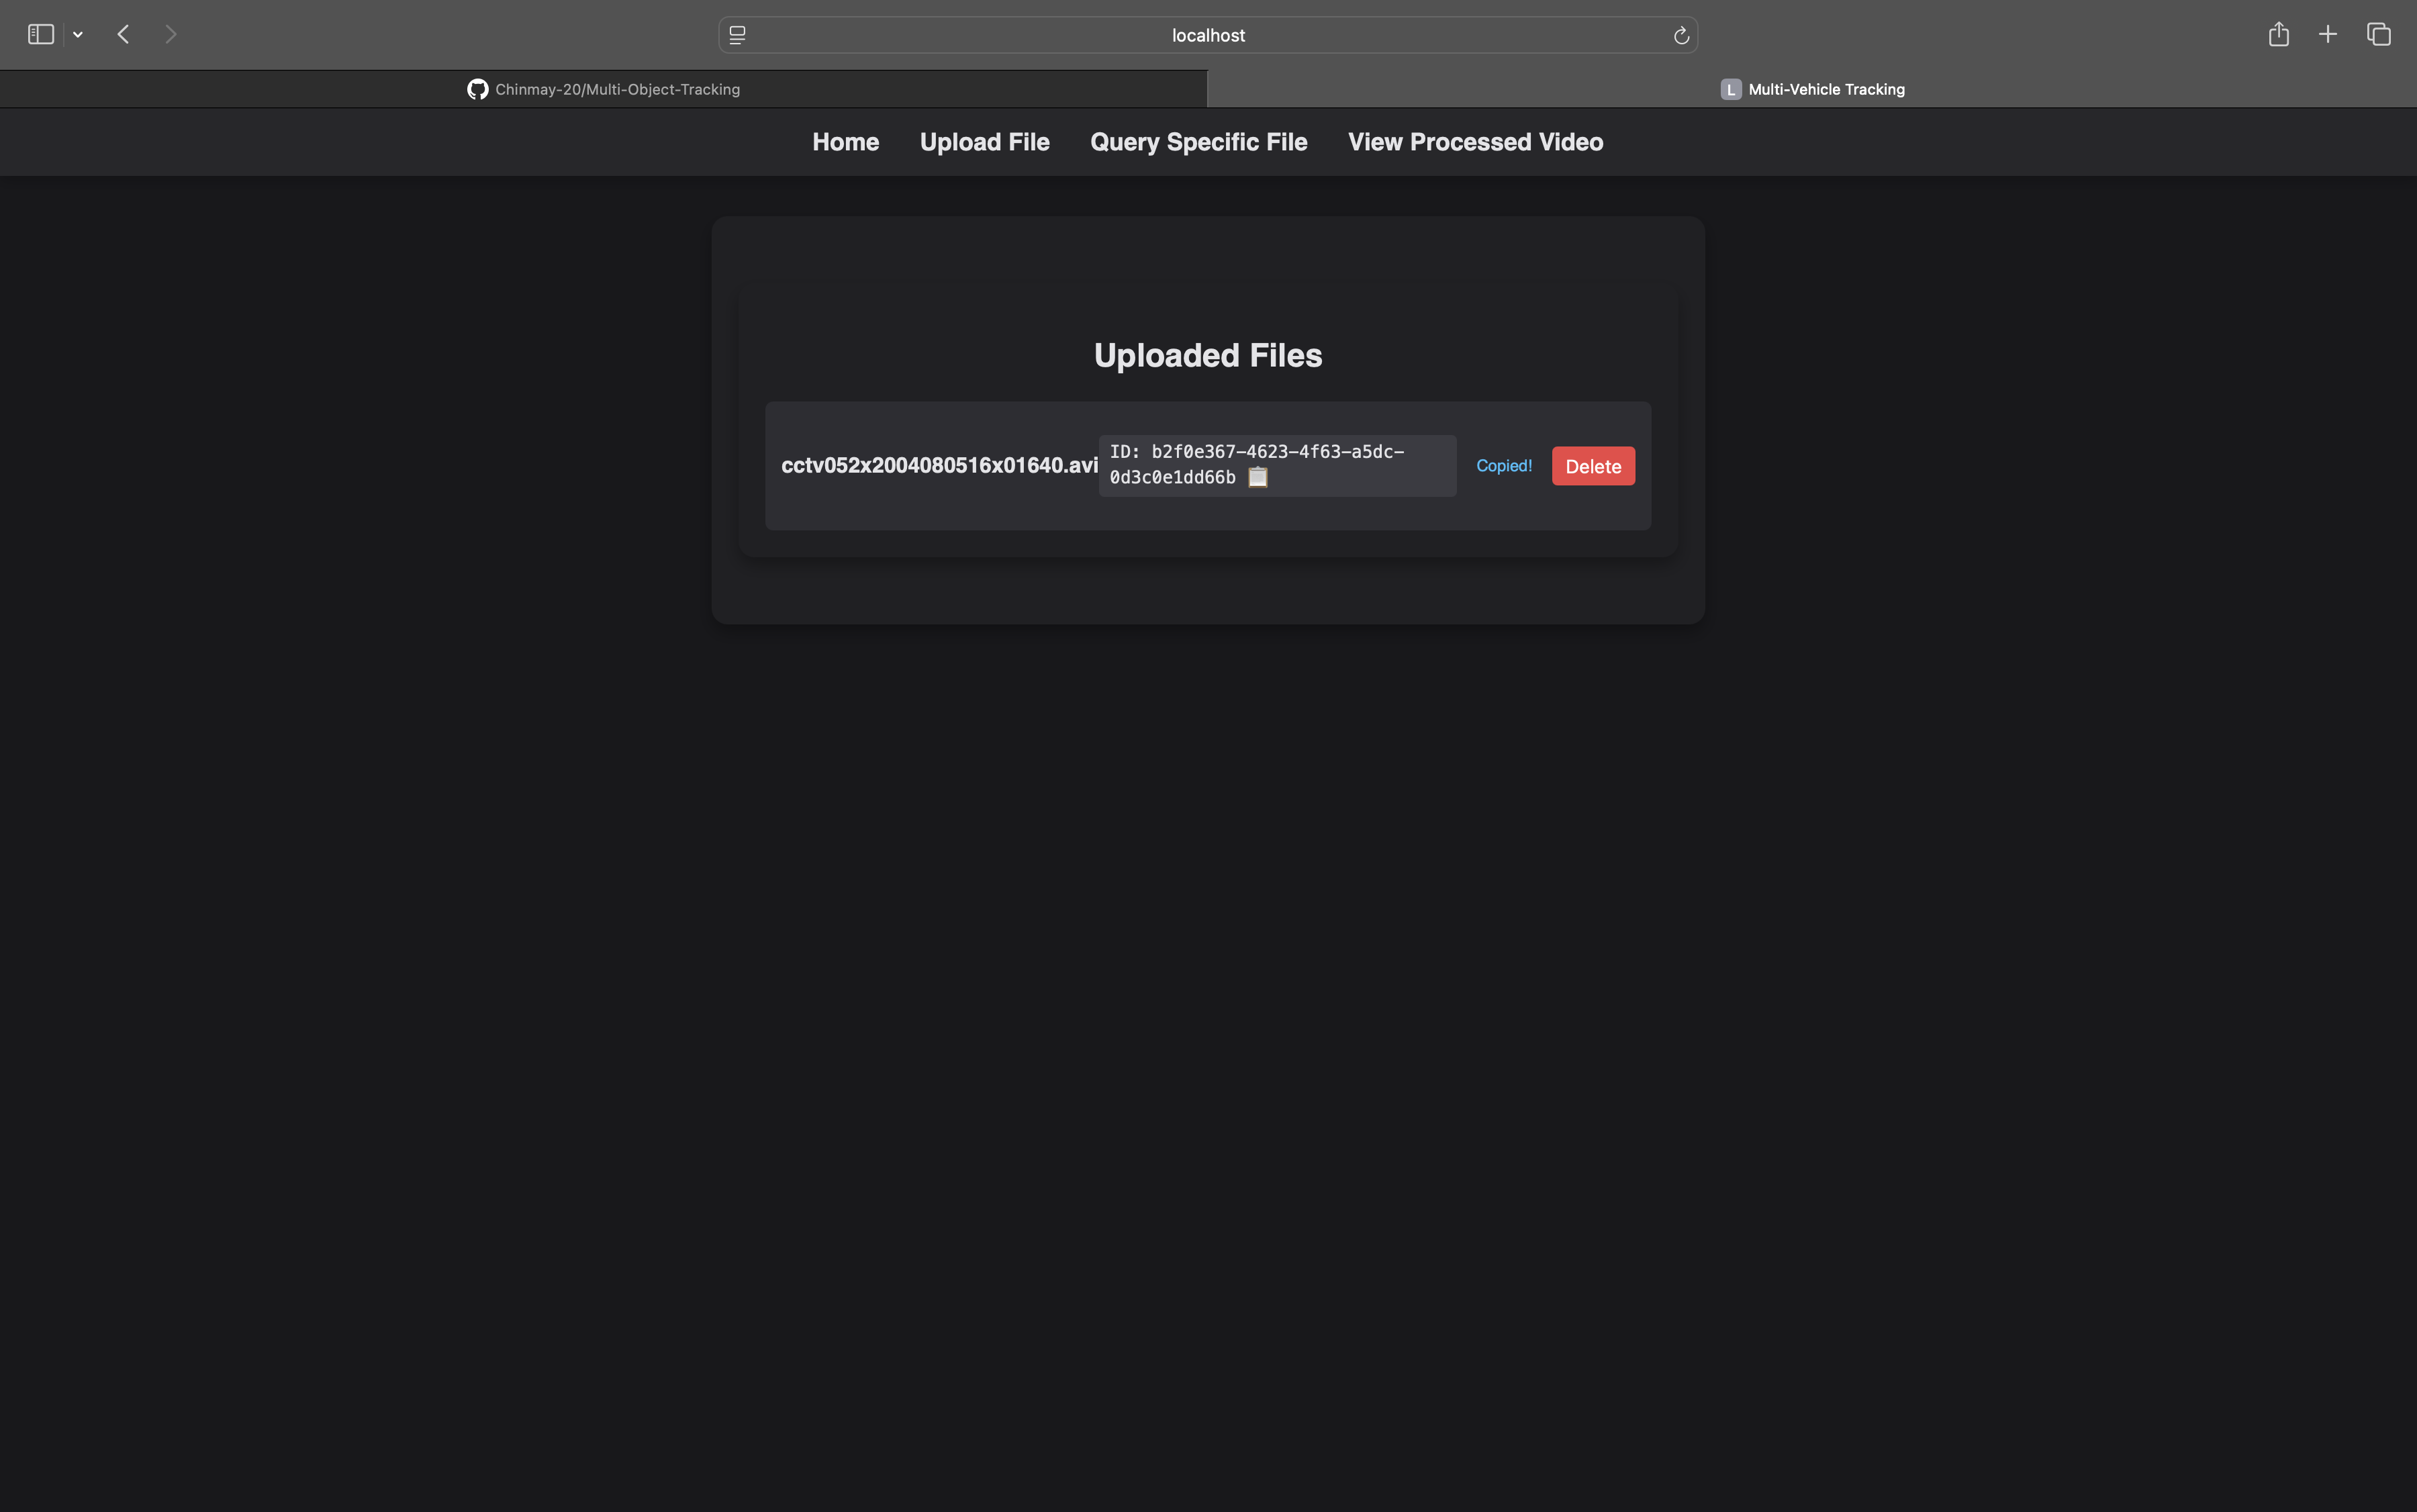 localhost
Chinmay-20/Multi-Object-Tracking
L Multi-Vehicle Tracking
Home Upload File Query Specific File View Processed Video
Uploaded Files
cctv052x2004080516x01640.avi
ID: b2f0e367-4623-4f63-a5dc-
0d3c0e1dd66b
Copied!
Delete